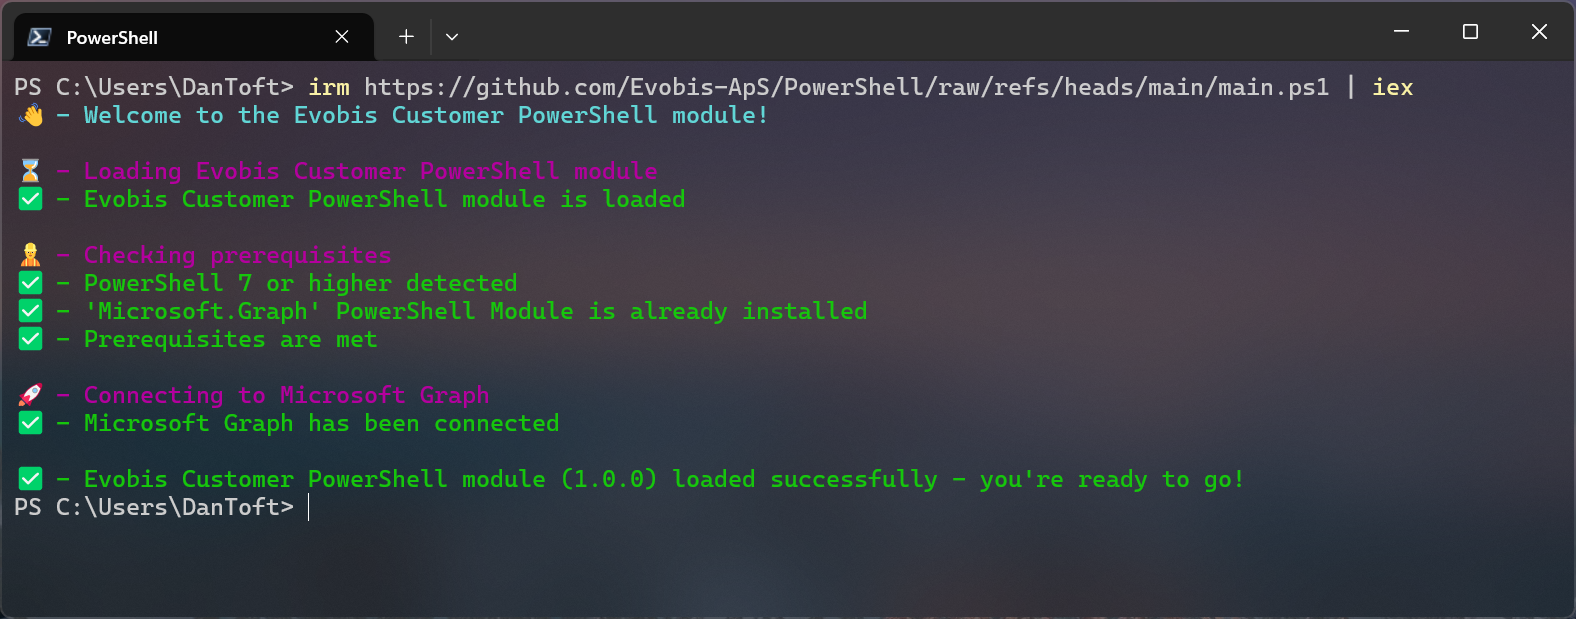 PowerShell
PS C:\Users\DanToft> irm https://github.com/Evobis-ApS/PowerShell/raw/refs/heads/main/main.ps1 | iex
👋 - Welcome to the Evobis Customer PowerShell module!
⏳ - Loading Evobis Customer PowerShell module
✅ - Evobis Customer PowerShell module is loaded
👷 - Checking prerequisites
✅ - PowerShell 7 or higher detected
✅ - 'Microsoft.Graph' PowerShell Module is already installed
✅ - Prerequisites are met
🚀 - Connecting to Microsoft Graph
✅ - Microsoft Graph has been connected
✅ - Evobis Customer PowerShell module (1.0.0) loaded successfully - you're ready to go!
PS C:\Users\DanToft>